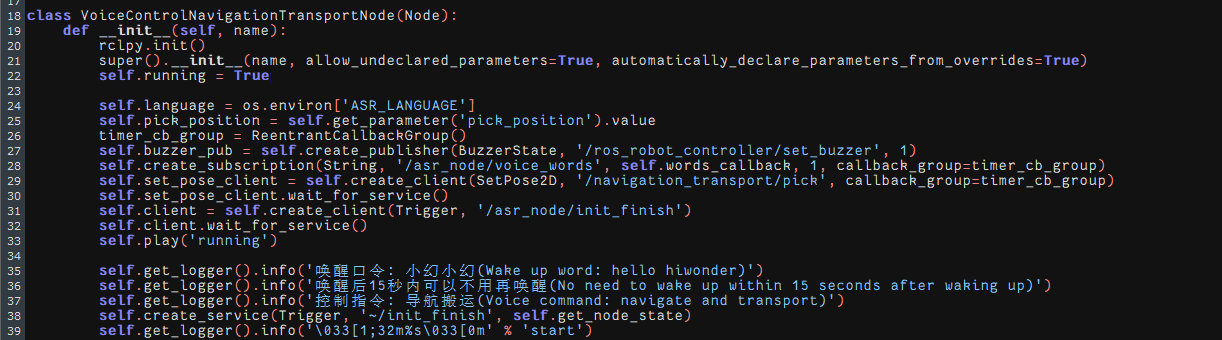 17
18 class VoiceControlNavigationTransportNode(Node):
19     def __init__(self, name):
20         rclpy.init()
21         super().__init__(name, allow_undeclared_parameters=True, automatically_declare_parameters_from_overrides=True)
22         self.running = True
23
24         self.language = os.environ['ASR_LANGUAGE']
25         self.pick_position = self.get_parameter('pick_position').value
26         timer_cb_group = ReentrantCallbackGroup()
27         self.buzzer_pub = self.create_publisher(BuzzerState, '/ros_robot_controller/set_buzzer', 1)
28         self.create_subscription(String, '/asr_node/voice_words', self.words_callback, 1, callback_group=timer_cb_group)
29         self.set_pose_client = self.create_client(SetPose2D, '/navigation_transport/pick', callback_group=timer_cb_group)
30         self.set_pose_client.wait_for_service()
31         self.client = self.create_client(Trigger, '/asr_node/init_finish')
32         self.client.wait_for_service()
33         self.play('running')
34
35         self.get_logger().info('唤醒口令: 小幻小幻(Wake up word: hello hiwonder)')
36         self.get_logger().info('唤醒后15秒内可以不用再唤醒(No need to wake up within 15 seconds after waking up)')
37         self.get_logger().info('控制指令: 导航搬运(Voice command: navigate and transport)')
38         self.create_service(Trigger, '~/init_finish', self.get_node_state)
39         self.get_logger().info('\033[1;32m%s\033[0m' % 'start')